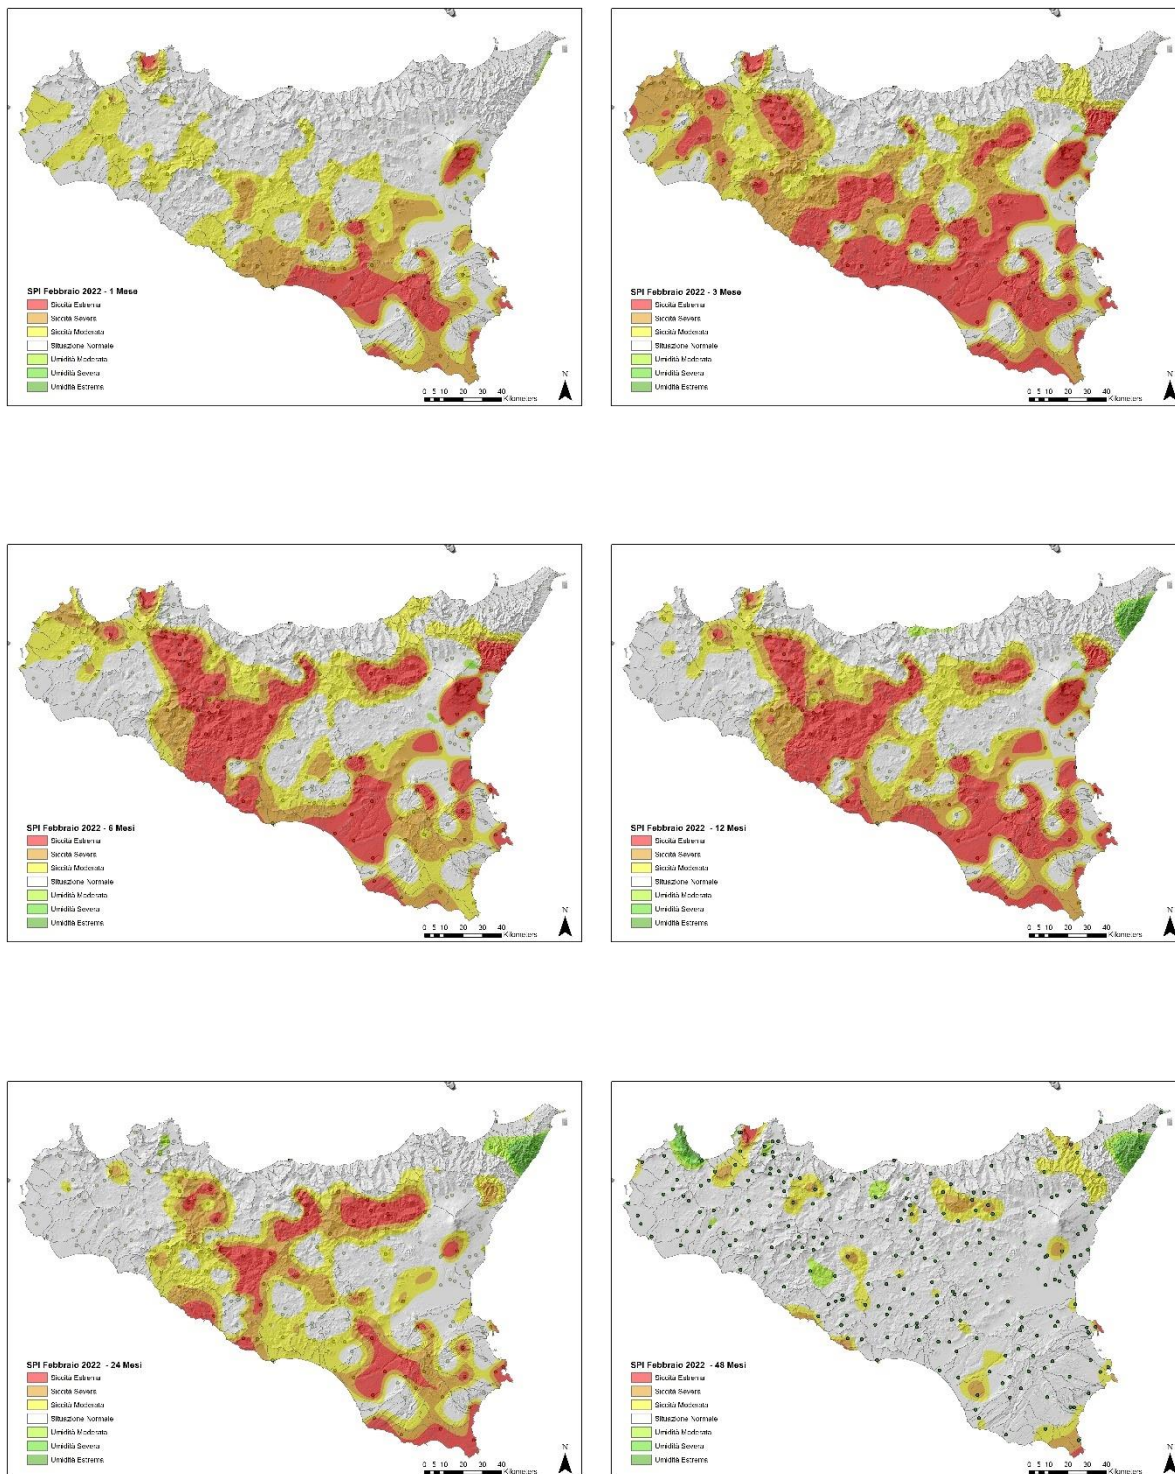 SPI Febbraio 2022 - 1 Mese
Siccità Estrema
Siccità Severa
Siccità Moderata
Situazione Normale
Umidità Moderata
Umidità Severa
Umidità Estrema
N
0 5 10 20 30 40
Kilometers
SPI Febbraio 2022 - 3 Mese
Siccità Estrema
Siccità Severa
Siccità Moderata
Situazione Normale
Umidità Moderata
Umidità Severa
Umidità Estrema
N
0 5 10 20 30 40
Kilometers
SPI Febbraio 2022 - 6 Mesi
Siccità Estrema
Siccità Severa
Siccità Moderata
Situazione Normale
Umidità Moderata
Umidità Severa
Umidità Estrema
N
0 5 10 20 30 40
Kilometers
SPI Febbraio 2022 - 12 Mesi
Siccità Estrema
Siccità Severa
Siccità Moderata
Situazione Normale
Umidità Moderata
Umidità Severa
Umidità Estrema
N
0 5 10 20 30 40
Kilometers
SPI Febbraio 2022 - 24 Mesi
Siccità Estrema
Siccità Severa
Siccità Moderata
Situazione Normale
Umidità Moderata
Umidità Severa
Umidità Estrema
N
0 5 10 20 30 40
Kilometers
SPI Febbraio 2022 - 48 Mesi
Siccità Estrema
Siccità Severa
Siccità Moderata
Situazione Normale
Umidità Moderata
Umidità Severa
Umidità Estrema
N
0 5 10 20 30 40
Kilometers